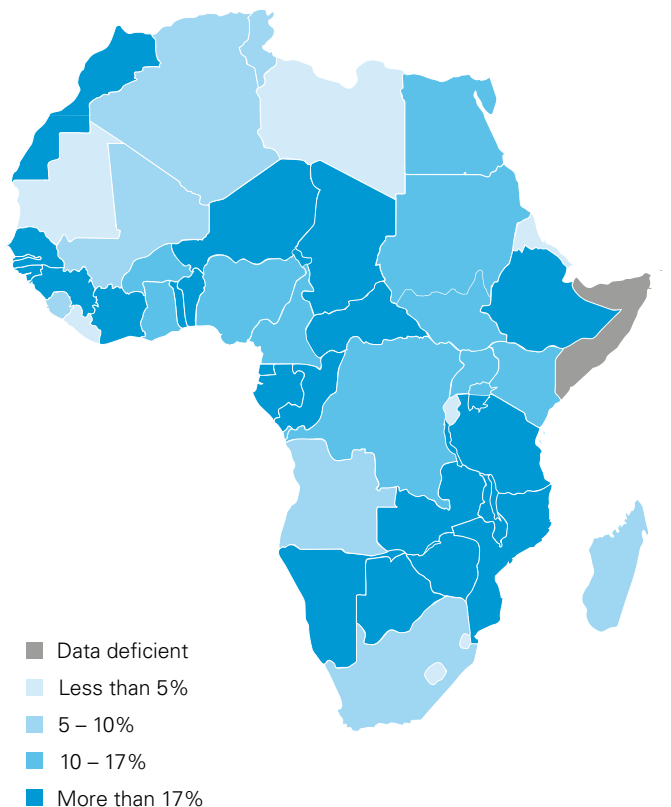 Data deficient
Less than 5%
5 – 10%
10 – 17%
More than 17%